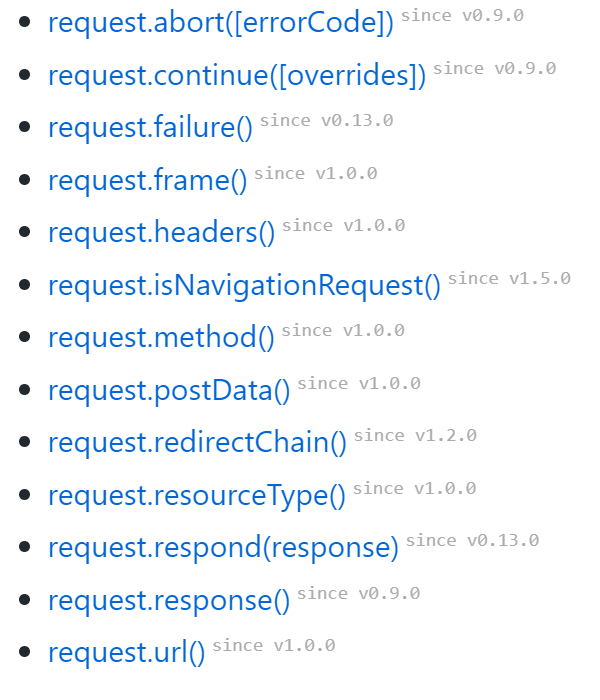 request.abort([errorCode]) since v0.9.0
request.continue([overrides]) since v0.9.0
request.failure() since v0.13.0
request.frame() since v1.0.0
request.headers() since v1.0.0
request.isNavigationRequest() since v1.5.0
request.method() since v1.0.0
request.postData() since v1.0.0
request.redirectChain() since v1.2.0
request.resourceType() since v1.0.0
request.respond(response) since v0.13.0
request.response() since v0.9.0
request.url() since v1.0.0